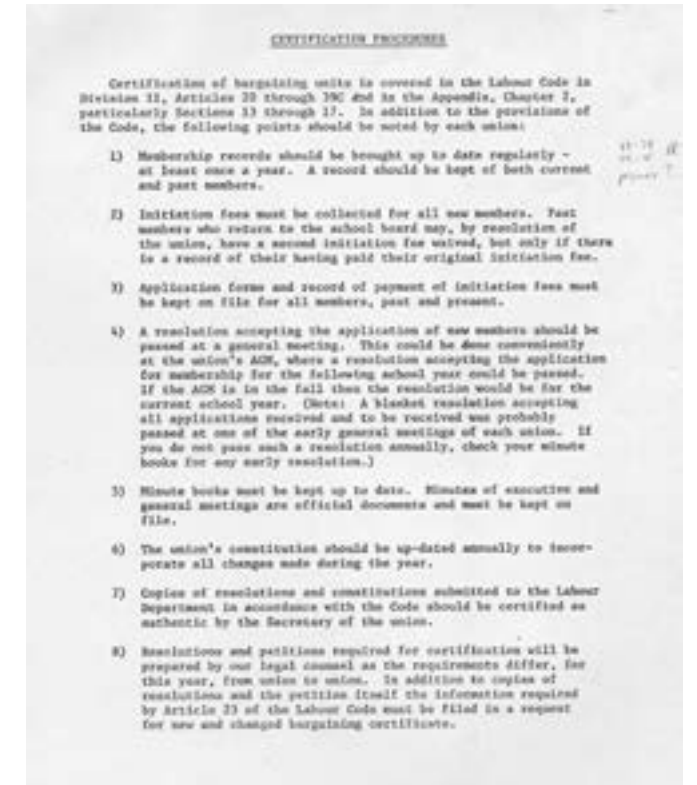 CERTIFICATION PROCEDURES
Certification of bargaining units is covered in the Labour Code in
Division 11, Articles 20 through 39C and in the Appendix, Chapter 2,
particularly Sections 13 through 17. In addition to the provisions of
the Code, the following points should be noted by each union:
1) Membership records should be brought up to date regularly -
at least once a year. A record should be kept of both current
and past members.
2) Initiation fees must be collected for all new members. Past
members who return to the school board may, by resolution of
the union, have a second initiation fee waived, but only if there
is a record of their having paid their original initiation fee.
3) Application forms and record of payment of initiation fees must
be kept on file for all members, past and present.
4) A resolution accepting the application of new members should be
passed at a general meeting. This could be done conveniently
at the union's AGM, where a resolution accepting the application
for membership for the following school year could be passed.
If the AGM is in the fall then the resolution would be for the
current school year. (Note: A blanket resolution accepting
all applications received and to be received was probably
passed at one of the early general meetings of each union. If
you do not pass such a resolution annually, check your minute
books for any early resolution.)
5) Minute books must be kept up to date. Minutes of executive and
general meetings are official documents and must be kept on
file.
6) The union's constitution should be up-dated annually to incor-
porate all changes made during the year.
7) Copies of resolutions and constitutions submitted to the Labour
Department in accordance with the Code should be certified as
authentic by the Secretary of the union.
8) Resolutions and petitions required for certification will be
prepared by our legal counsel as the requirements differ, for
this year, from union to union. In addition to copies of
resolutions and the petition itself the information required
by Article 23 of the Labour Code must be filed in a request
for new and changed bargaining certificate.